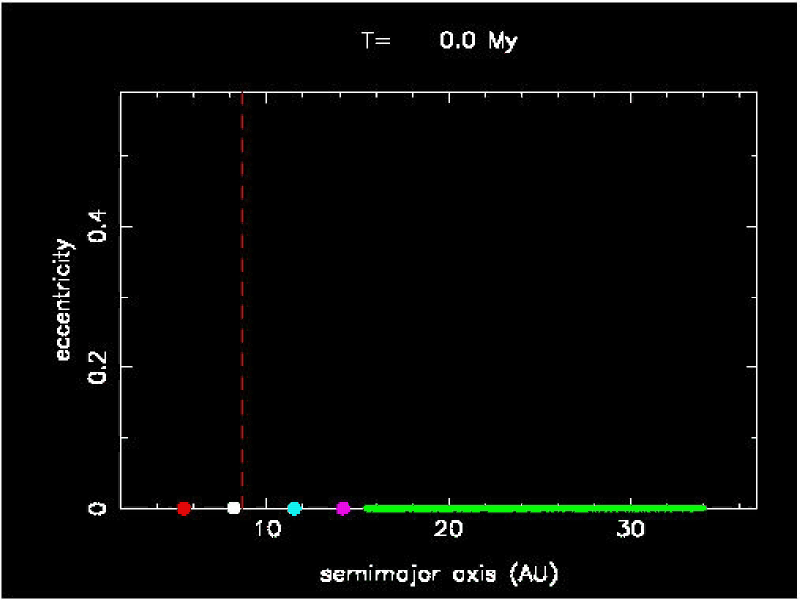 T= 0.0 My
0.4
0.2
0
eccentricity
10 20 30
semimajor axis (AU)